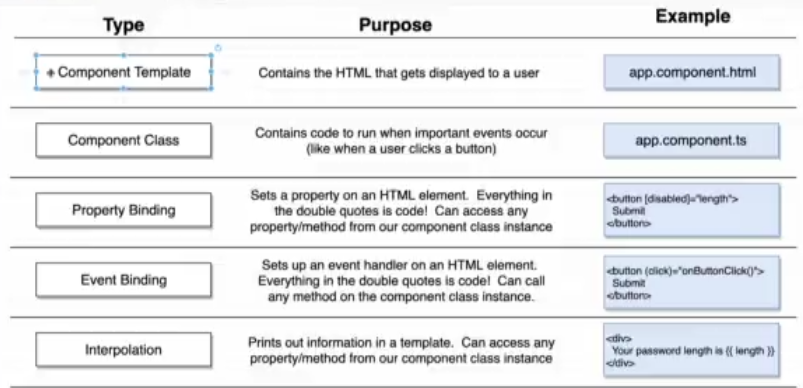 Type Purpose Example
Component Template
Contains the HTML that gets displayed to a user
app.component.html
Component Class
Contains code to run when important events occur
(like when a user clicks a button)
app.component.ts
Property Binding
Sets a property on an HTML element. Everything in
the double quotes is code! Can access any
property/method from our component class instance
<button [disabled]="length">
Submit
</button>
Event Binding
Sets up an event handler on an HTML element.
Everything in the double quotes is code! Can call
any method on the component class instance.
<button (click)="onButtonClick()">
Submit
</button>
Interpolation
Prints out information in a template. Can access any
property/method from our component class instance
<div>
Your password length is {{ length }}
</div>